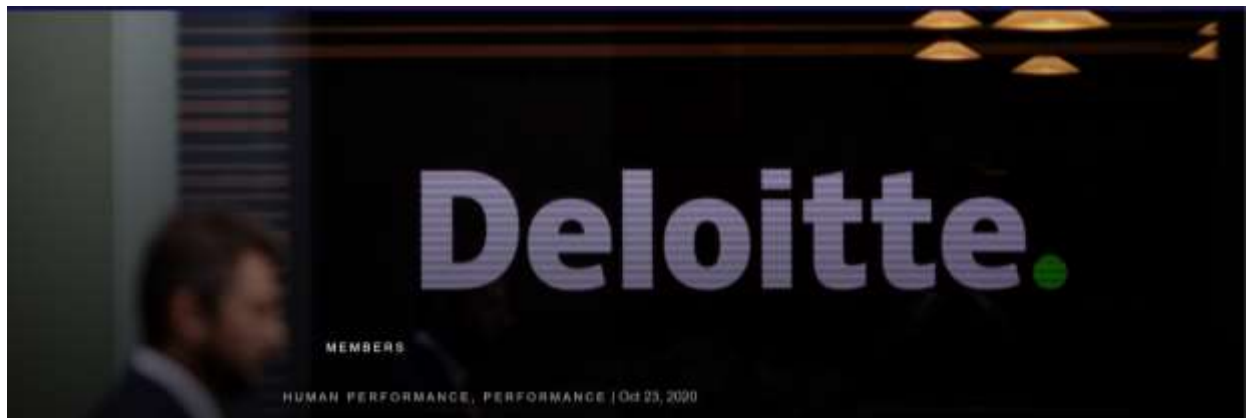 Deloitte.
MEMBERS
HUMAN PERFORMANCE, PERFORMANCE | Oct 23, 2020